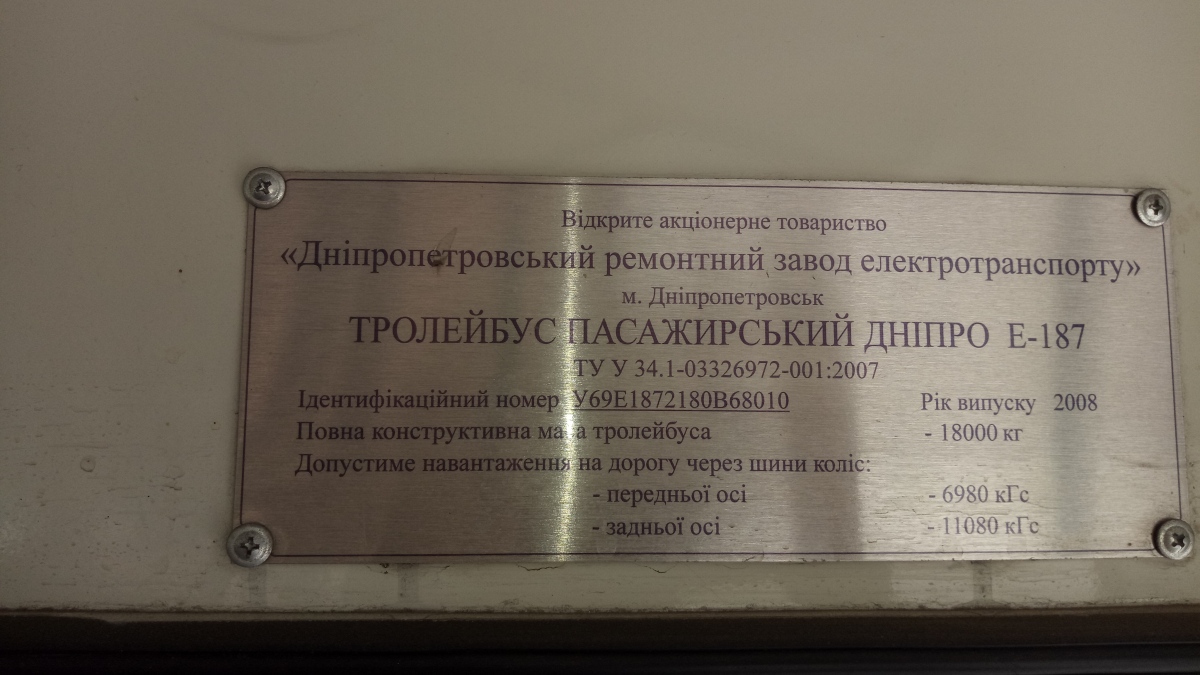 Відкрите акціонерне товариство
«Дніпропетровський ремонтний завод електротранспорту»
м. Дніпропетровськ
ТРОЛЕЙБУС ПАСАЖИРСЬКИЙ ДНІПРО Е-187
ТУ У 34.1-03326972-001:2007
Ідентифікаційний номер У69Е1872180В68010 Рік випуску 2008
Повна конструктивна маса тролейбуса - 18000 кг
Допустиме навантаження на дорогу через шини коліс:
- передньої осі - 6980 кГс
- задньої осі - 11080 кГс